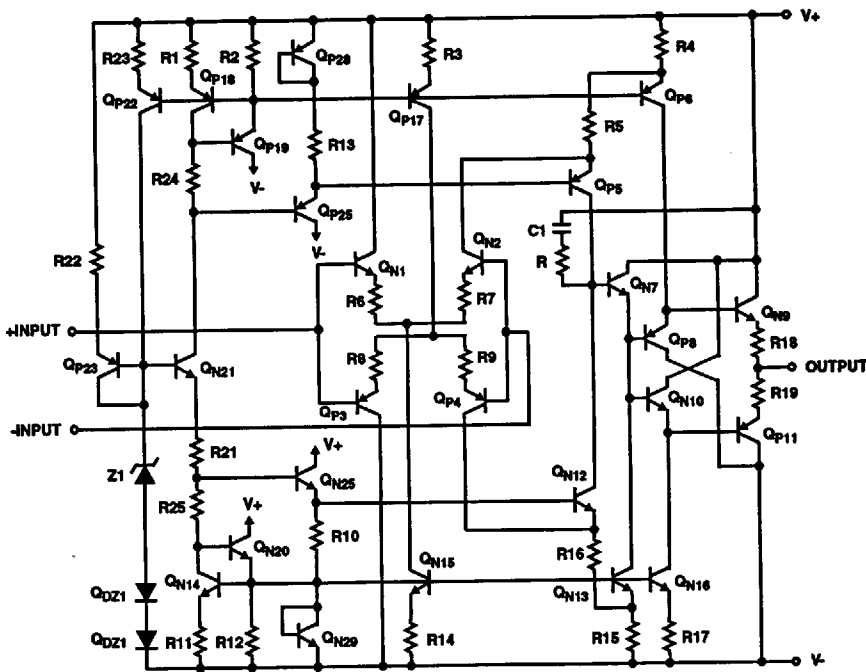 V+
R23
R1
R2
QP28
R3
R4
QP18
QP22
QP17
QP6
QP19
R13
R5
V-
R24
QP5
QP25
V-
C1
QN2
R22
QN1
R
QN7
R6
R7
QN9
+INPUT
QP8
R18
R8
R9
OUTPUT
QP23
QN21
QN10
R19
QP3
QP4
-INPUT
QP11
R21
V+
Z1
QN25
QN12
R25
V+
R10
QN20
R16
QN15
QN14
QN13
QN16
QDZ1
QDZ1
R11
R12
QN29
R14
R15
R17
V-